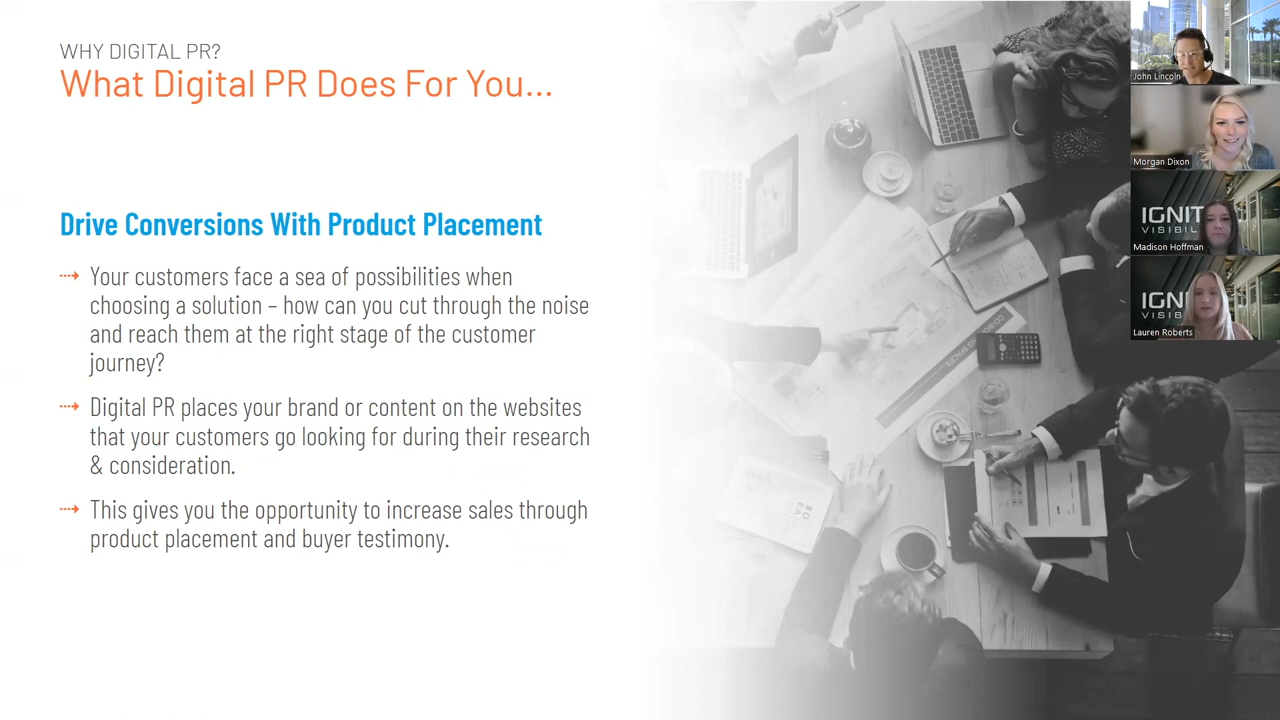 WHY DIGITAL PR?
What Digital PR Does For You...
Drive Conversions With Product Placement
Your customers face a sea of possibilities when
choosing a solution – how can you cut through the noise
and reach them at the right stage of the customer
journey?
Digital PR places your brand or content on the websites
that your customers go looking for during their research
& consideration.
This gives you the opportunity to increase sales through
product placement and buyer testimony.
John Lincoln
Morgan Dixon
IGNIT
VISIBIL
Madison Hoffman
IGNI
VISIB
Lauren Roberts